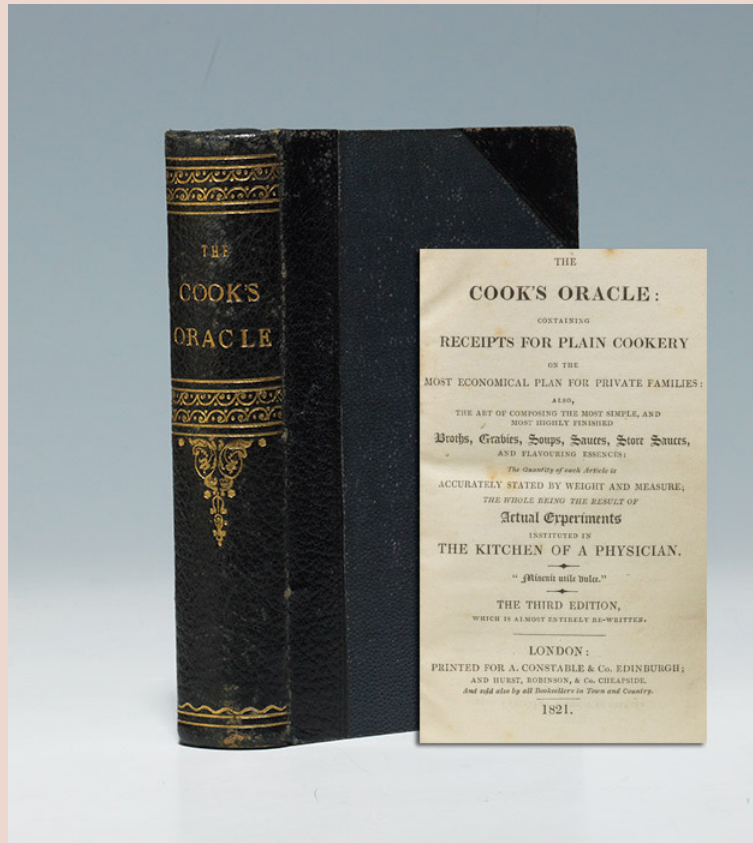 THE
COOK'S
ORACLE
THE
COOK'S ORACLE:
CONTAINING
RECEIPTS FOR PLAIN COOKERY
ON THE
MOST ECONOMICAL PLAN FOR PRIVATE FAMILIES:
ALSO,
THE ART OF COMPOSING THE MOST SIMPLE, AND
MOST HIGHLY FINISHED
Broths, Gravies, Soups, Sauces, Store Sauces,
AND FLAVOURING ESSENCES;
The Quantity of each Article is
ACCURATELY STATED BY WEIGHT AND MEASURE;
THE WHOLE BEING THE RESULT OF
Actual Experiments
INSTITUTED IN
THE KITCHEN OF A PHYSICIAN.
"Miscuit utile dulce."
THE THIRD EDITION,
WHICH IS ALMOST ENTIRELY RE-WRITTEN.
LONDON:
PRINTED FOR A. CONSTABLE & Co. EDINBURGH;
AND HURST, ROBINSON, & Co. CHEAPSIDE.
And sold also by all Booksellers in Town and Country.
1821.